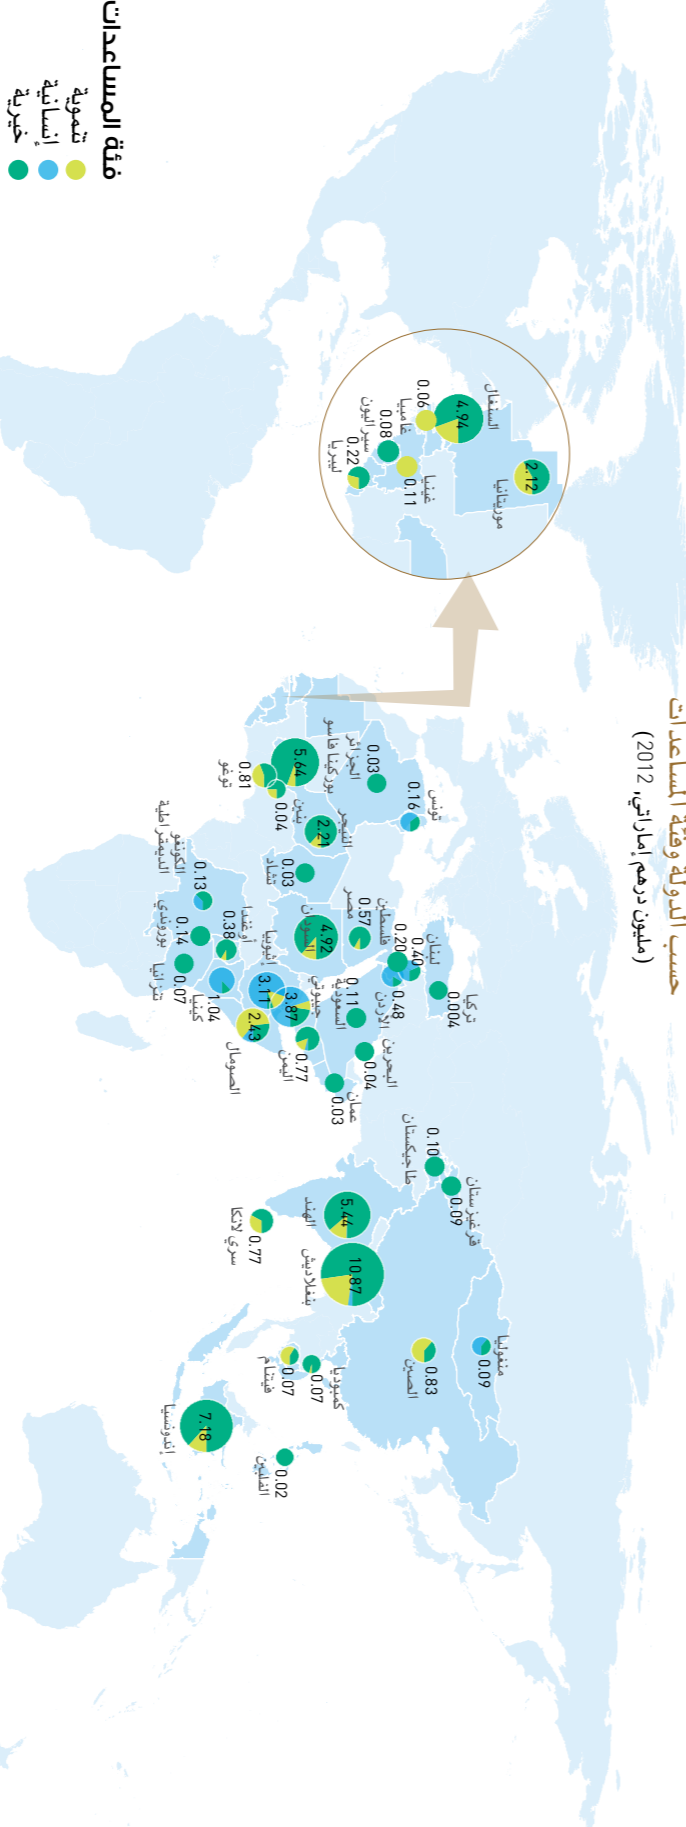 حسب الدولة وفئة المساعدات
(مليون درهم إماراتي, 2012)
موريتانيا
2.12
السنغال
4.94
غامبيا
0.06
غينيا
0.11
سيراليون
0.08
ليبريا
0.22
تونس
0.16
الجزائر
0.03
بوركينا فاسو
5.64
توغو
0.81
بنين
0.04
النيجر
2.21
تشاد
0.03
مصر
0.57
السودان
4.92
فلسطين
0.20
لبنان
0.40
الأردن
0.48
تركيا
0.004
السعودية
0.11
البحرين
0.04
عمان
0.03
اليمن
0.77
جيبوتي
3.87
إثيوبيا
3.11
الصومال
2.43
أوغندا
0.38
كينيا
1.04
الكونغو
الديمقراطية
0.13
بوروندي
0.14
تنزانيا
0.07
طاجيكستان
0.10
قرغيزستان
0.09
الهند
5.44
سري لانكا
0.77
بنغلاديش
10.87
منغوليا
0.09
الصين
0.83
كمبوديا
0.07
فيتنام
0.07
إندونسيا
7.18
الفلبين
0.02
فئة المساعدات
تنموية
إنسانية
خيرية